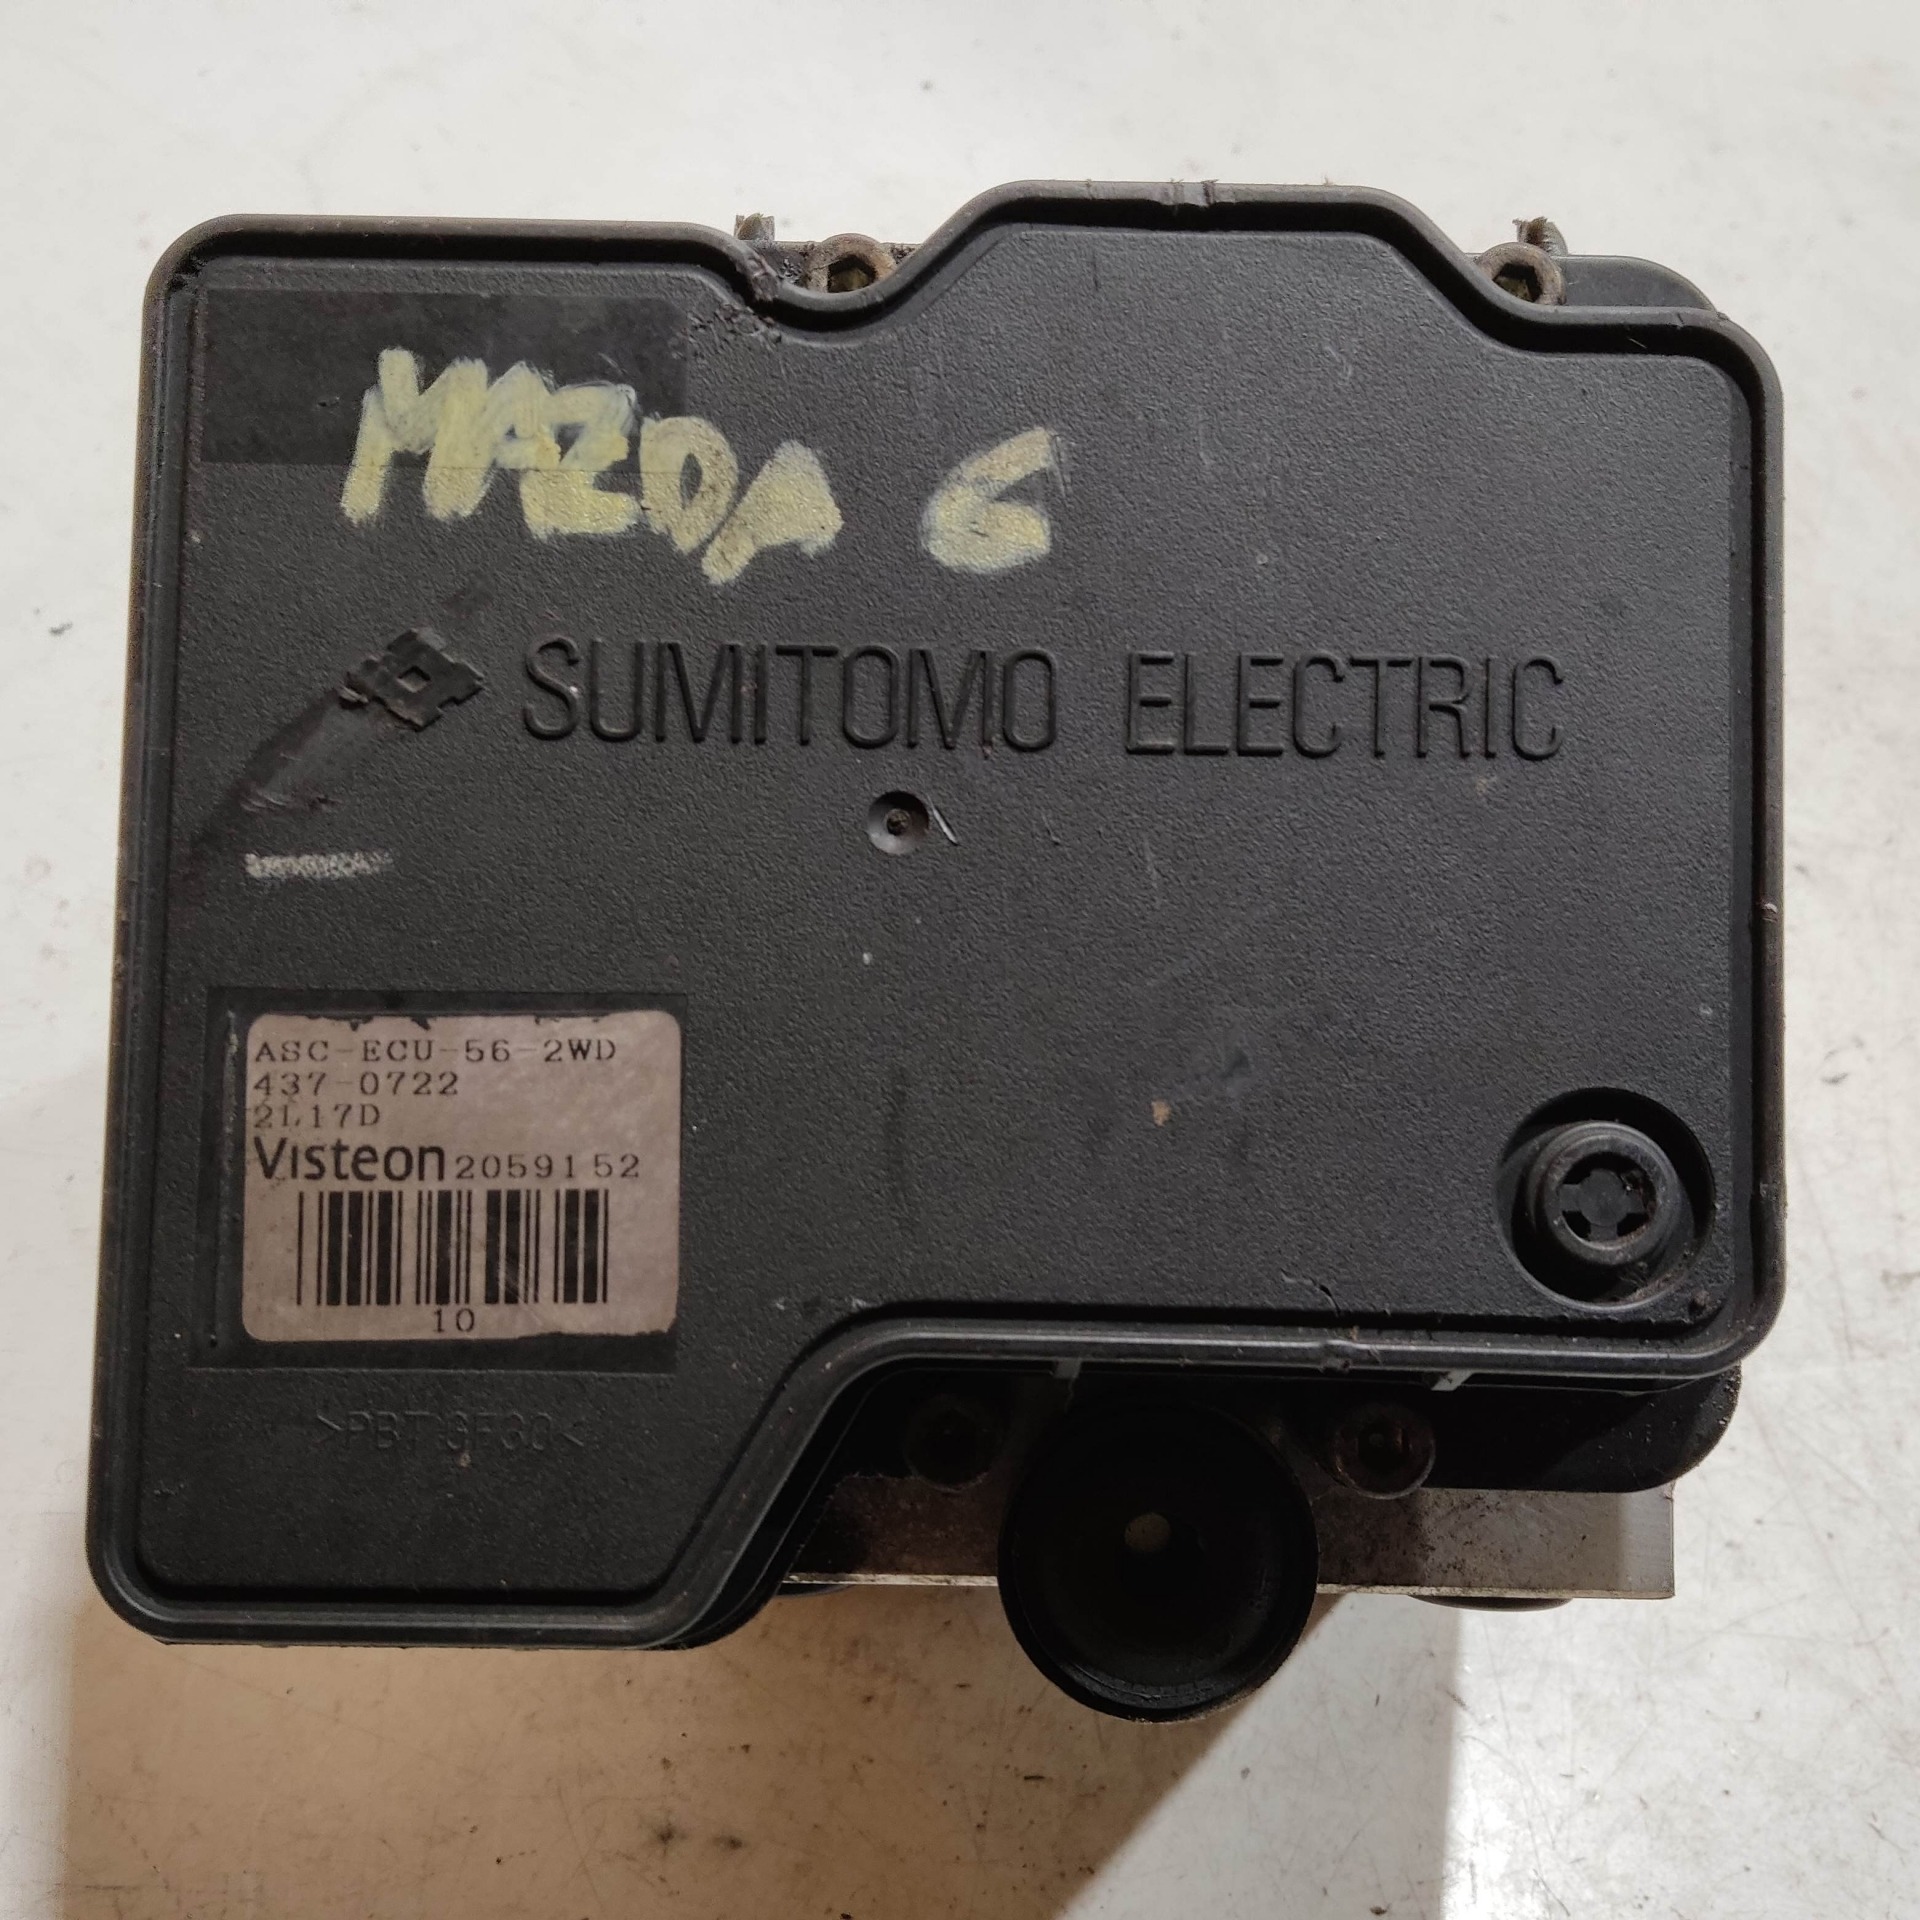 MAZDA 6
SUMITOMO ELECTRIC
ASC-ECU-56-2WD
437-0722
2L17D
Visteon 2059152
10
>PBT GF30<